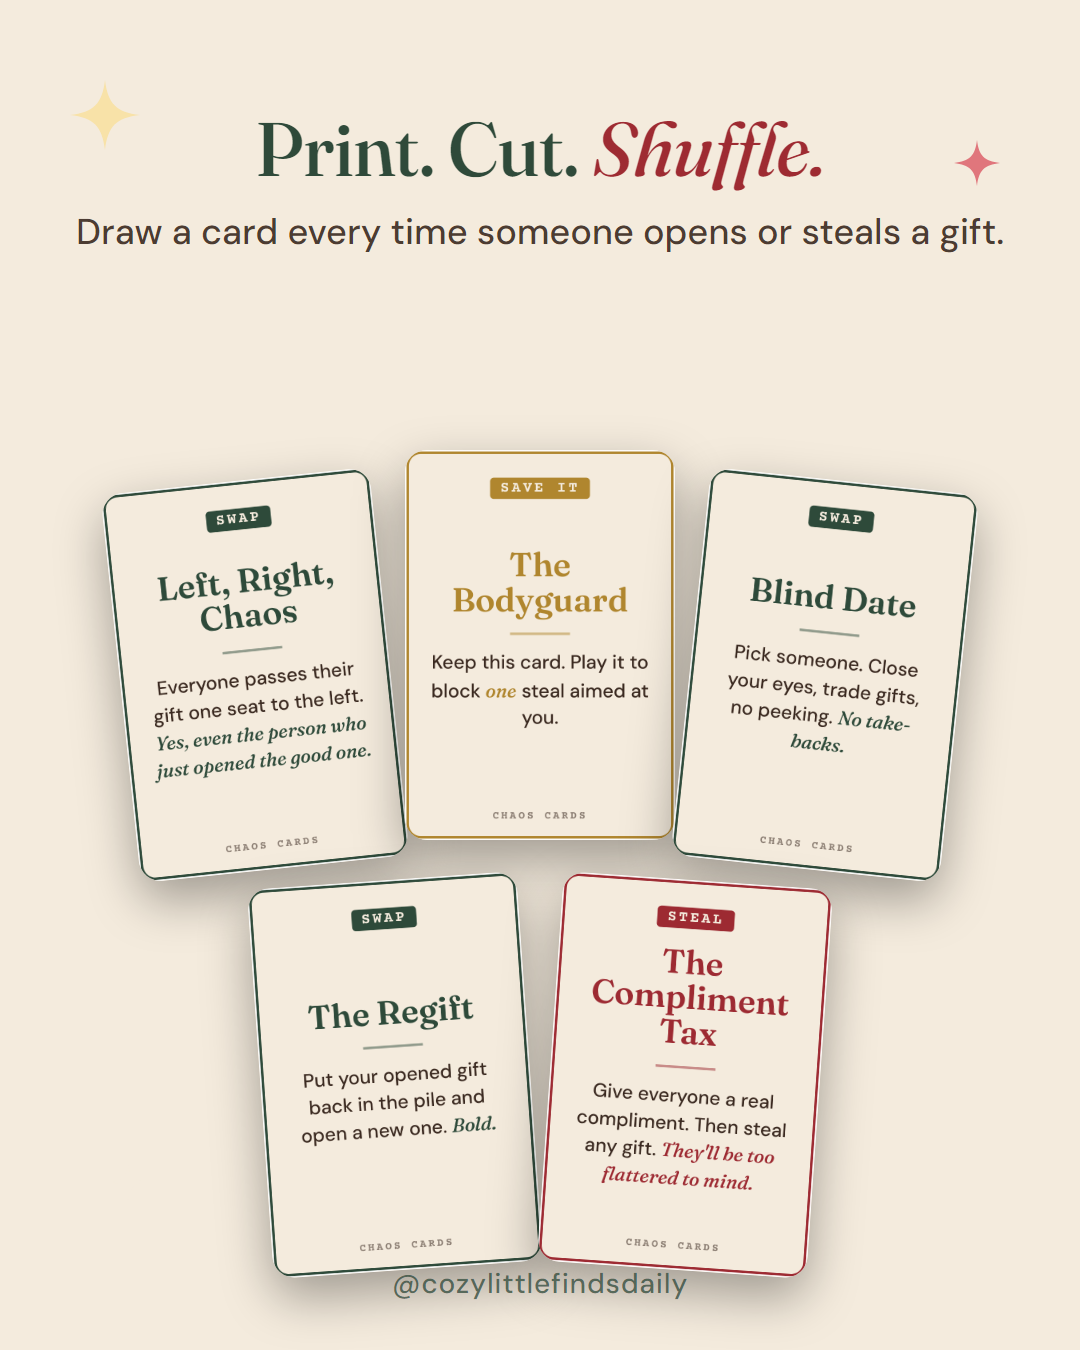 Print. Cut. Shuffle.
Draw a card every time someone opens or steals a gift.
SWAP
Left, Right,
Chaos
Everyone passes their
gift one seat to the left.
Yes, even the person who
just opened the good one.
CHAOS CARDS
SAVE IT
The
Bodyguard
Keep this card. Play it to
block one steal aimed at
you.
CHAOS CARDS
SWAP
Blind Date
Pick someone. Close
your eyes, trade gifts,
no peeking. No take-
backs.
CHAOS CARDS
SWAP
The Regift
Put your opened gift
back in the pile and
open a new one. Bold.
CHAOS CARDS
STEAL
The
Compliment
Tax
Give everyone a real
compliment. Then steal
any gift. They'll be too
flattered to mind.
CHAOS CARDS
@cozylittlefindsdaily